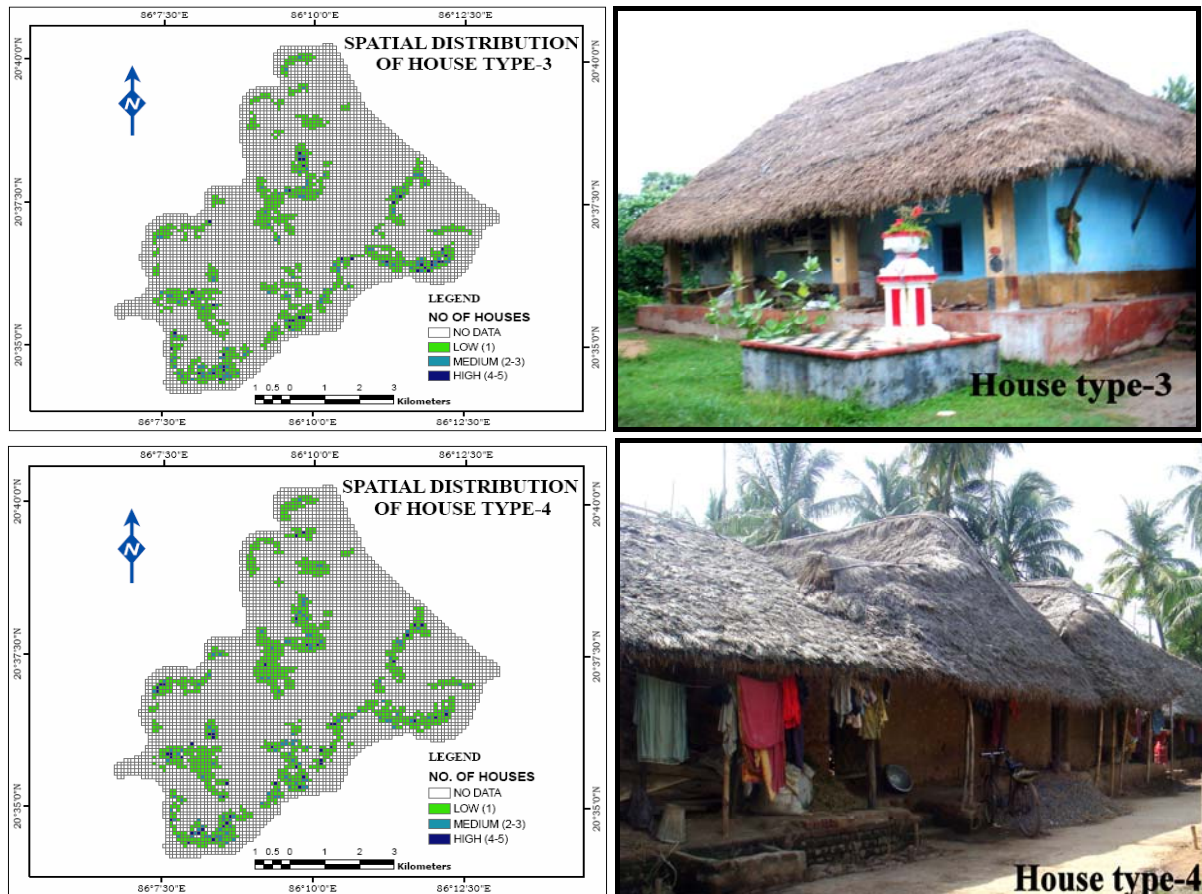 86°7'30"E 86°10'0"E 86°12'30"E
SPATIAL DISTRIBUTION
OF HOUSE TYPE-3
20°40'0"N 20°40'0"N
N
20°37'30"N 20°37'30"N
20°35'0"N 20°35'0"N
LEGEND
NO OF HOUSES
NO DATA
LOW (1)
MEDIUM (2-3)
HIGH (4-5)
1 0.5 0 1 2 3
Kilometers
86°7'30"E 86°10'0"E 86°12'30"E
House type-3
86°7'30"E 86°10'0"E 86°12'30"E
SPATIAL DISTRIBUTION
OF HOUSE TYPE-4
20°40'0"N 20°40'0"N
N
20°37'30"N 20°37'30"N
20°35'0"N 20°35'0"N
LEGEND
NO. OF HOUSES
NO DATA
LOW (1)
MEDIUM (2-3)
HIGH (4-5)
1 0.5 0 1 2 3
Kilometers
86°7'30"E 86°10'0"E 86°12'30"E
House type-4